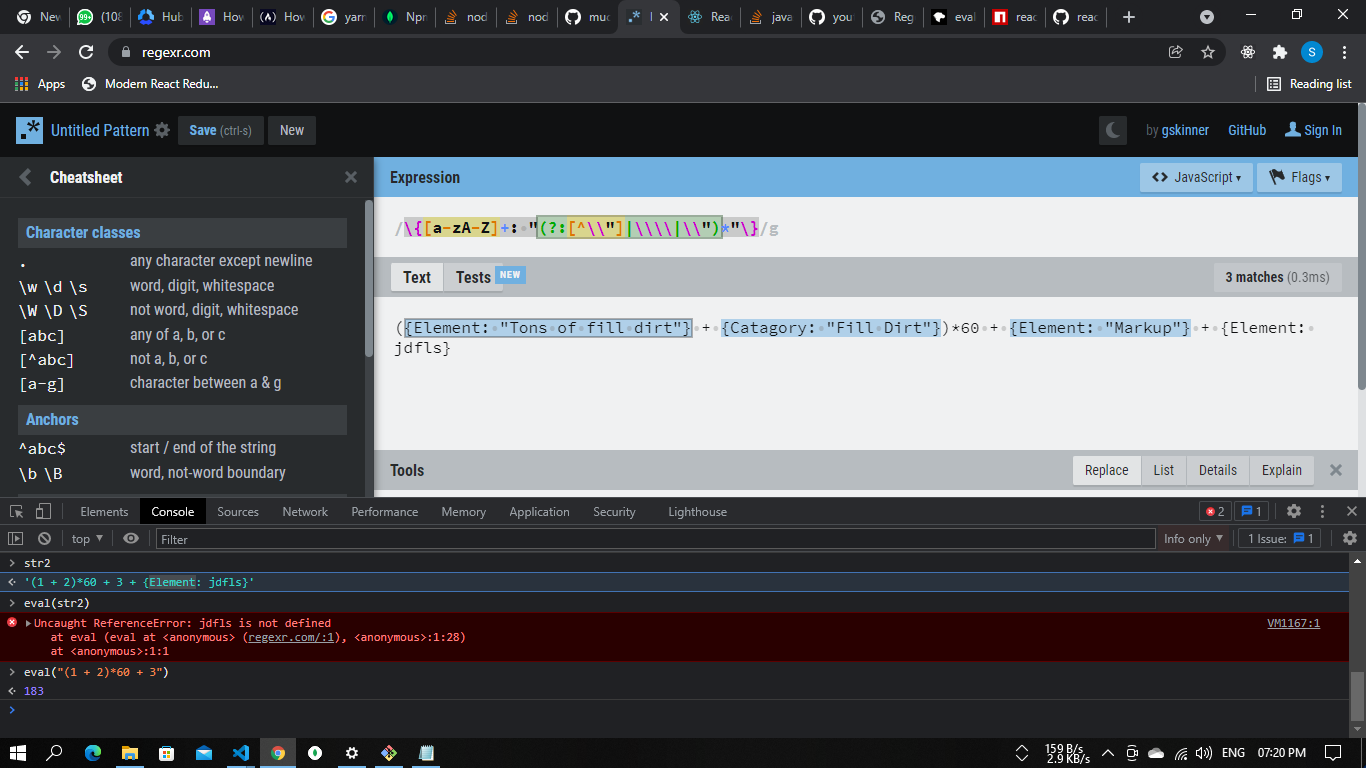 New
(108
Hub
How
How
yarn
Npn
nod
nod
muc
I
Rea
java
you
Reg
eval
reac
reac
regexr.com
S
Apps
Modern React Redu...
Reading list
Untitled Pattern
Save (ctrl-s)
New
by gskinner
GitHub
Sign In
Cheatsheet
Expression
JavaScript
Flags
/\{[a-zA-Z]+: "(?:[^\\"]|\\\\|\\")*"\}/g
Character classes
. any character except newline
\w \d \s word, digit, whitespace
\W \D \S not word, digit, whitespace
[abc] any of a, b, or c
[^abc] not a, b, or c
[a-g] character between a & g
Anchors
^abc$ start / end of the string
\b \B word, not-word boundary
Text
Tests NEW
3 matches (0.3ms)
({Element: "Tons of fill dirt"} + {Catagory: "Fill Dirt"})*60 + {Element: "Markup"} + {Element:
jdfls}
Tools
Replace
List
Details
Explain
Elements
Console
Sources
Network
Performance
Memory
Application
Security
Lighthouse
2
1
top
Filter
Info only
1 Issue: 1
str2
'(1 + 2)*60 + 3 + {Element: jdfls}'
eval(str2)
Uncaught ReferenceError: jdfls is not defined
VM1167:1
at eval (eval at <anonymous> (regexr.com/:1), <anonymous>:1:28)
at <anonymous>:1:1
eval("(1 + 2)*60 + 3")
183
159 B/s
2.9 KB/s
ENG
07:20 PM